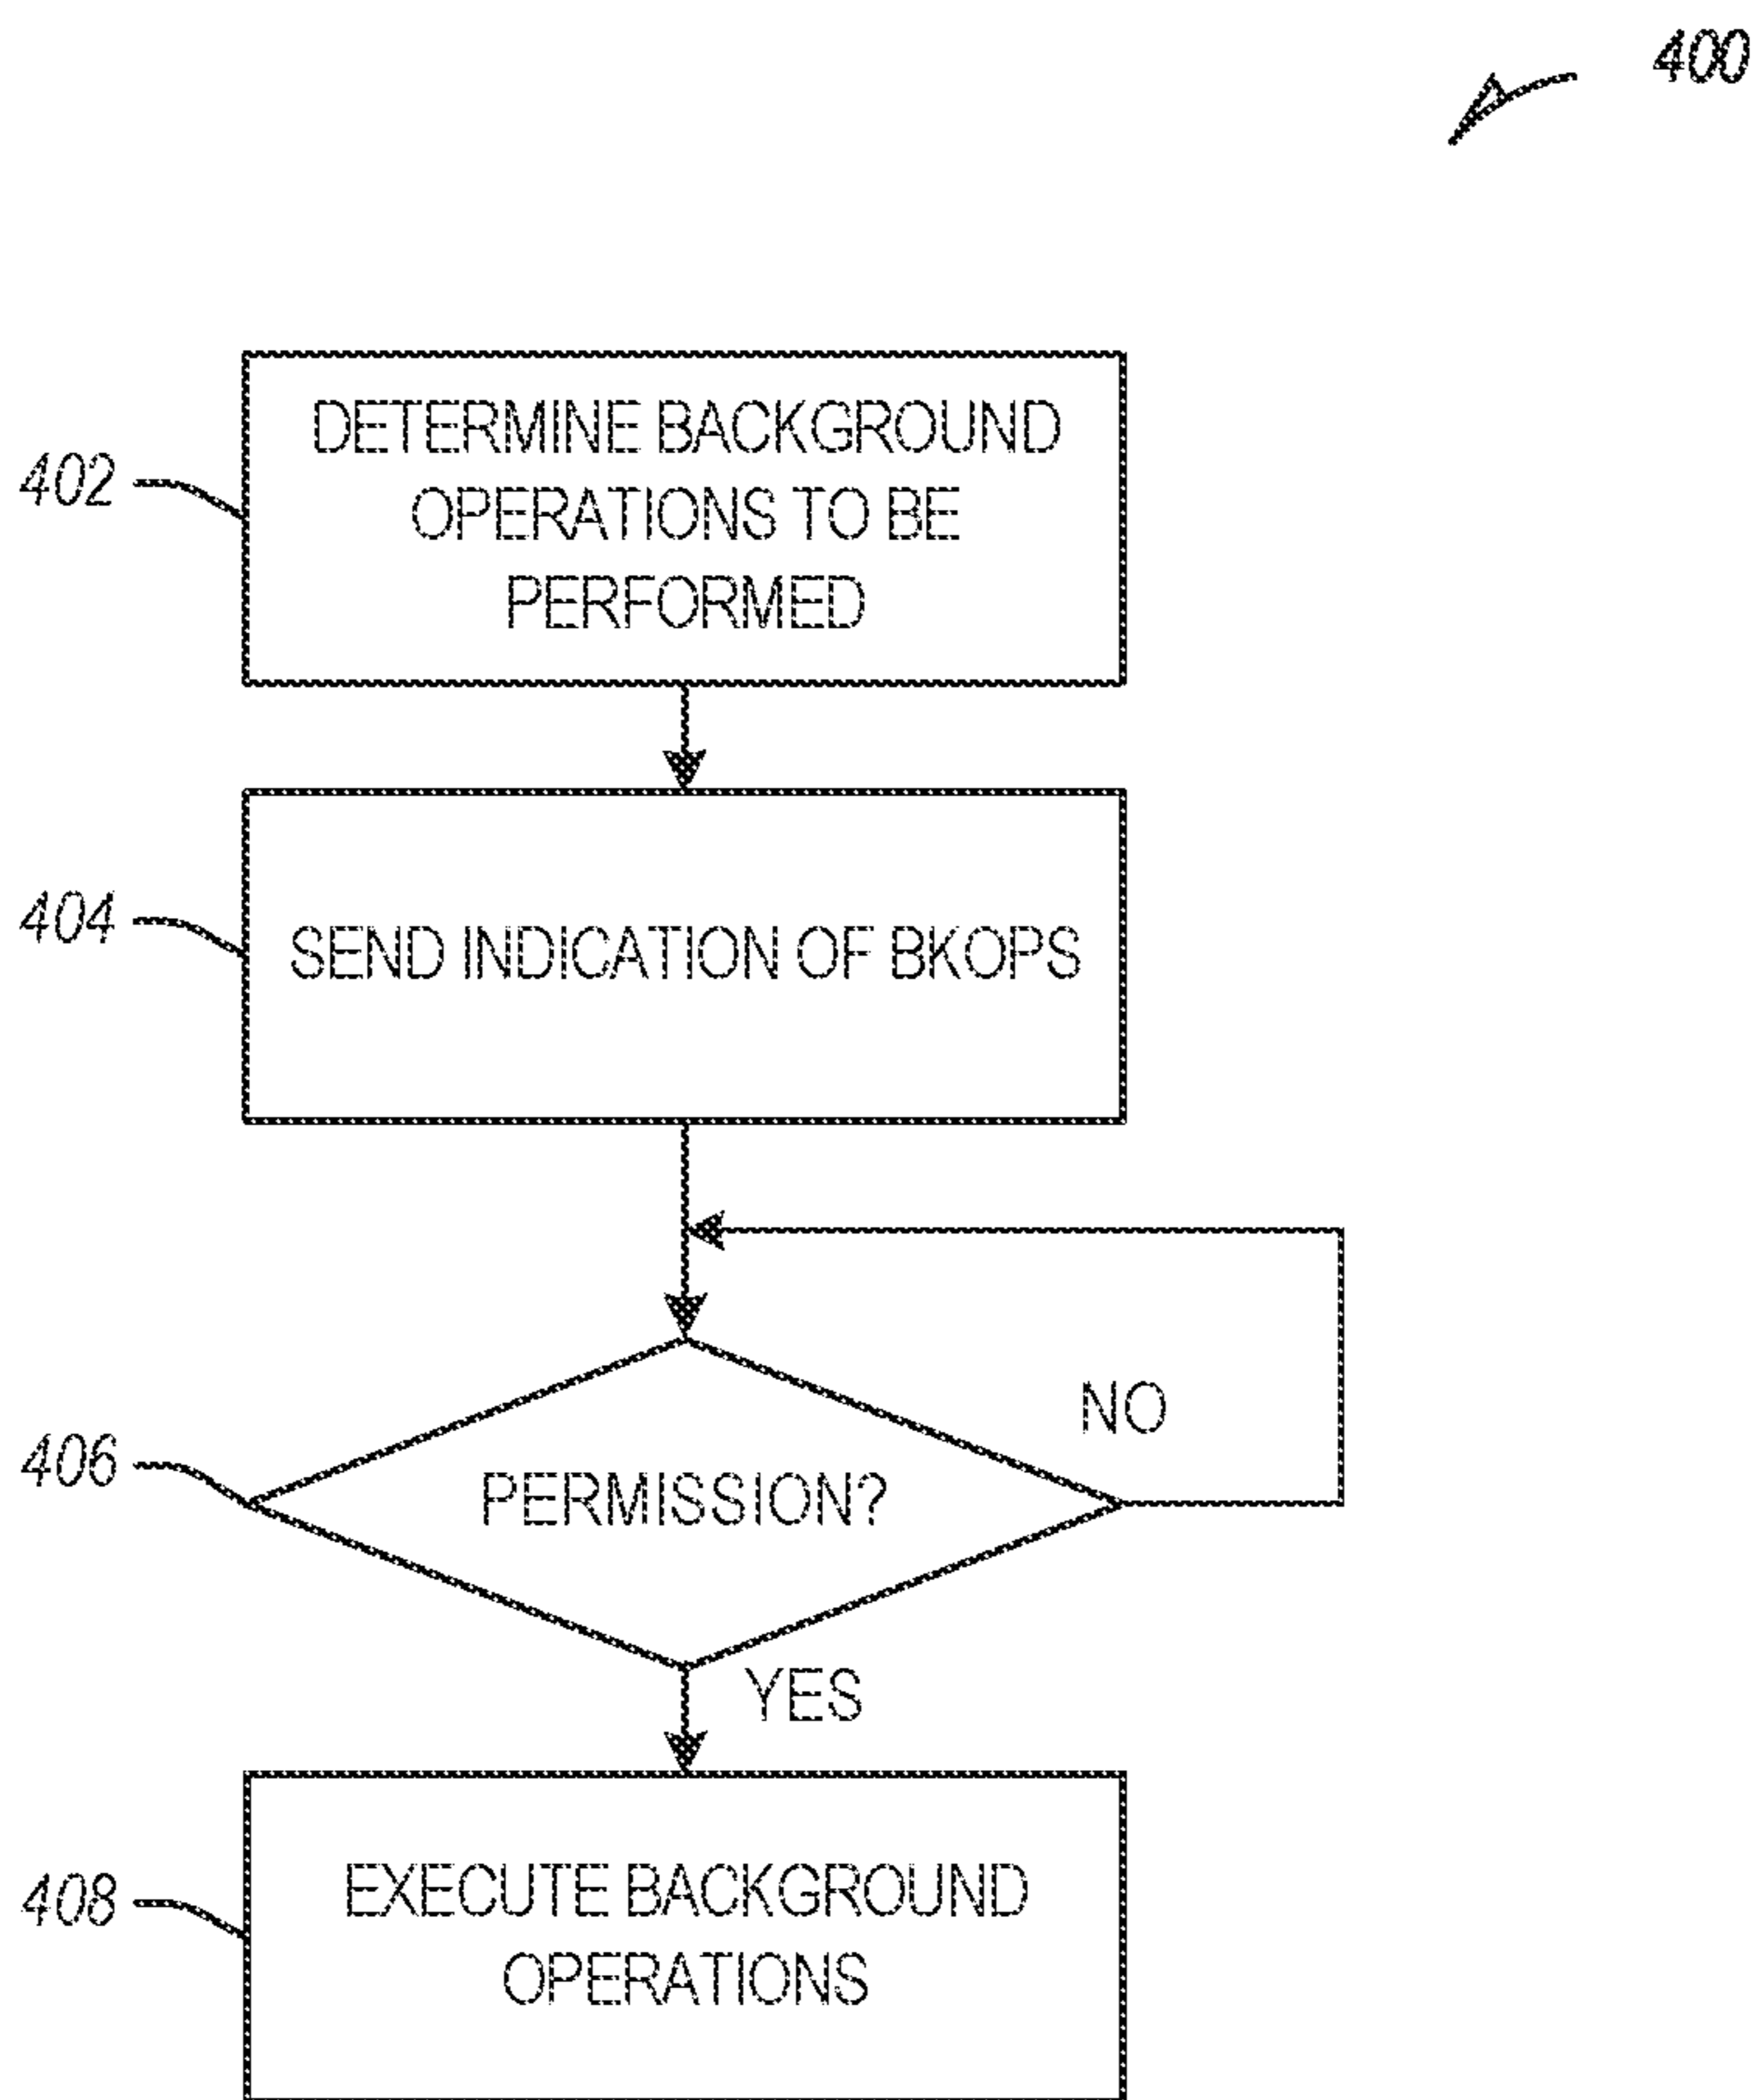 400
402
DETERMINE BACKGROUND
OPERATIONS TO BE
PERFORMED
404
SEND INDICATION OF BKOPS
NO
406
PERMISSION?
YES
408
EXECUTE BACKGROUND
OPERATIONS